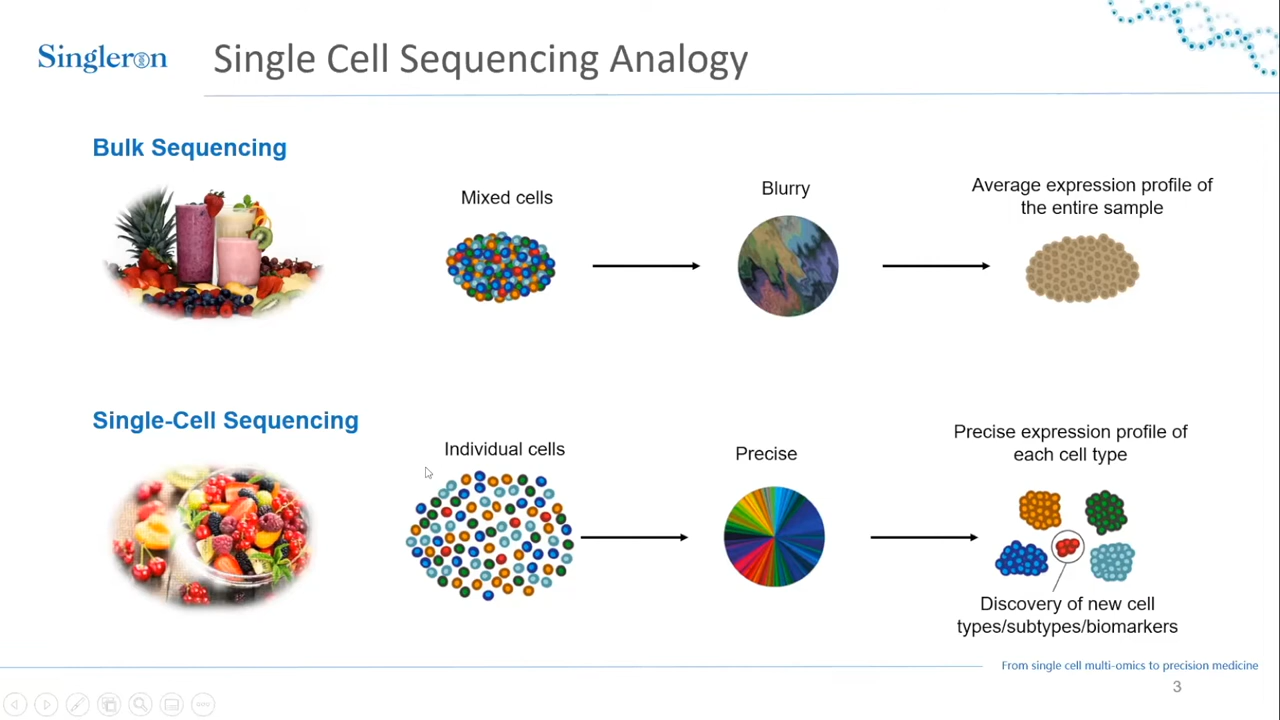 Singleron
Single Cell Sequencing Analogy
Bulk Sequencing
Mixed cells
Blurry
Average expression profile of
the entire sample
Single-Cell Sequencing
Individual cells
Precise
Precise expression profile of
each cell type
Discovery of new cell
types/subtypes/biomarkers
From single cell multi-omics to precision medicine
3